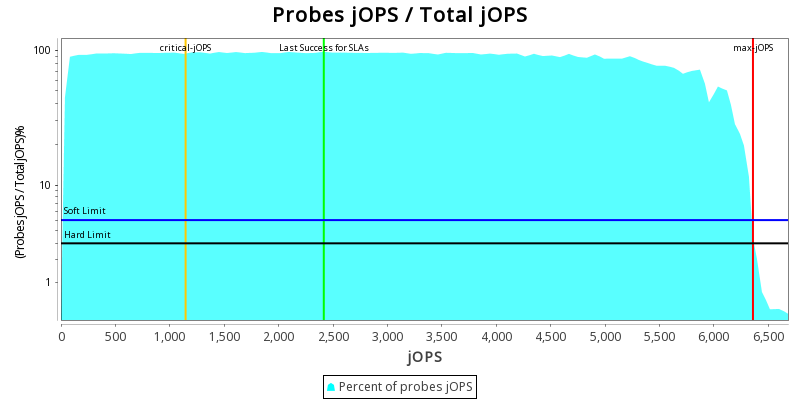 Probes jOPS / Total jOPS
critical-jOPS
Last Success for SLAs
max-jOPS
100
10
1
(Probes jOPS / Total jOPS)%
Soft Limit
Hard Limit
0
500
1,000
1,500
2,000
2,500
3,000
3,500
4,000
4,500
5,000
5,500
6,000
6,500
jOPS
Percent of probes jOPS